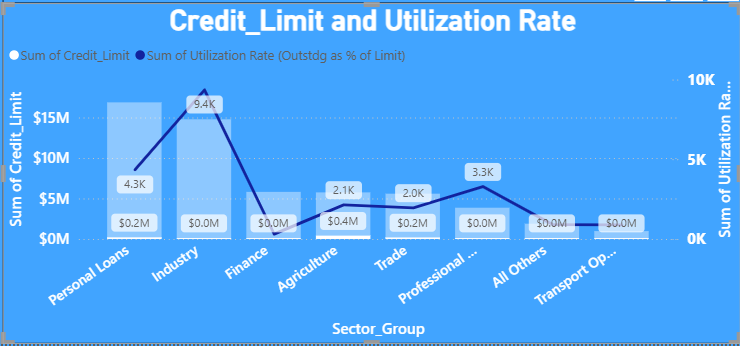 Credit_Limit and Utilization Rate
Sum of Credit_Limit Sum of Utilization Rate (Outstdg as % of Limit)
Sum of Credit_Limit
$15M
$10M
$5M
$0M
10K
5K
0K
Sum of Utilization Ra...
4.3K
9.4K
2.1K
2.0K
3.3K
$0.2M
$0.0M
$0.0M
$0.4M
$0.2M
$0.0M
$0.0M
$0.0M
Personal Loans
Industry
Finance
Agriculture
Trade
Professional ...
All Others
Transport Op...
Sector_Group